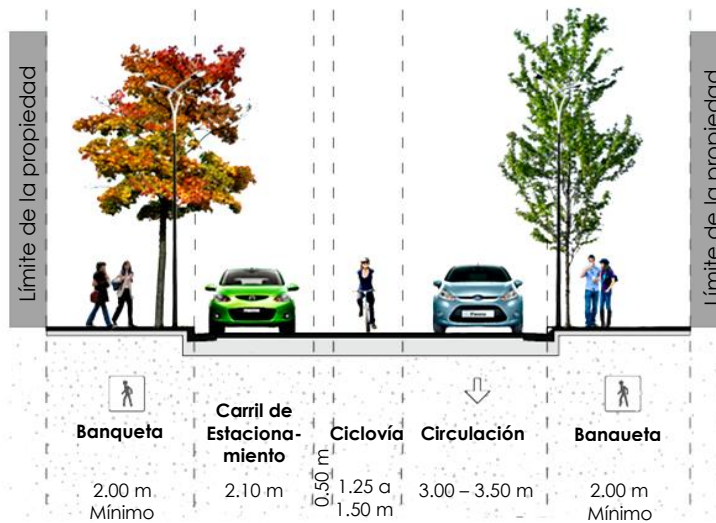 Límite de la propiedad
Límite de la propiedad
Banqueta
2.00 m
Mínimo
Carril de
Estaciona-
miento
2.10 m
0.50 m
Ciclovía
1.25 a
1.50 m
Circulación
3.00 – 3.50 m
Banqueta
2.00 m
Mínimo